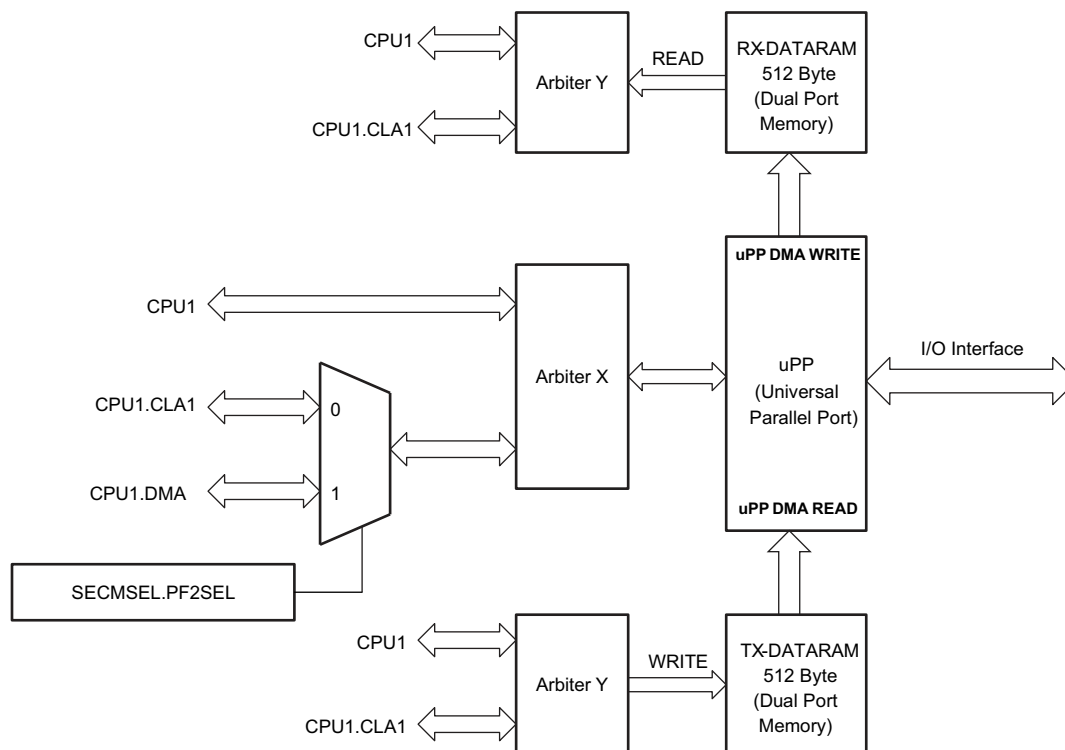 CPU1
CPU1.CLA1
Arbiter Y
READ
RX-DATARAM
512 Byte
(Dual Port
Memory)
CPU1
CPU1.CLA1
0
CPU1.DMA
1
SECMSEL.PF2SEL
Arbiter X
uPP DMA WRITE
uPP
(Universal
Parallel Port)
uPP DMA READ
I/O Interface
CPU1
CPU1.CLA1
Arbiter Y
WRITE
TX-DATARAM
512 Byte
(Dual Port
Memory)